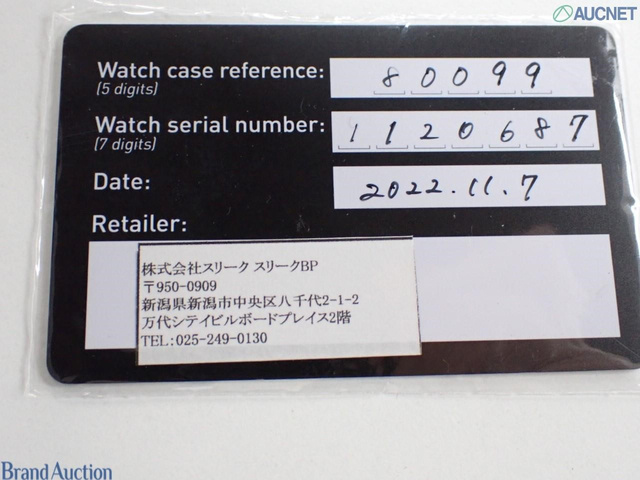 AUCNET
Watch case reference: 80099
(5 digits)
Watch serial number: 1120687
(7 digits)
Date: 2022.11.7
Retailer:
株式会社スリーク スリークBP
〒950-0909
新潟県新潟市中央区八千代2-1-2
万代シテイビルボードプレイス2階
TEL:025-249-0130
Brand Auction